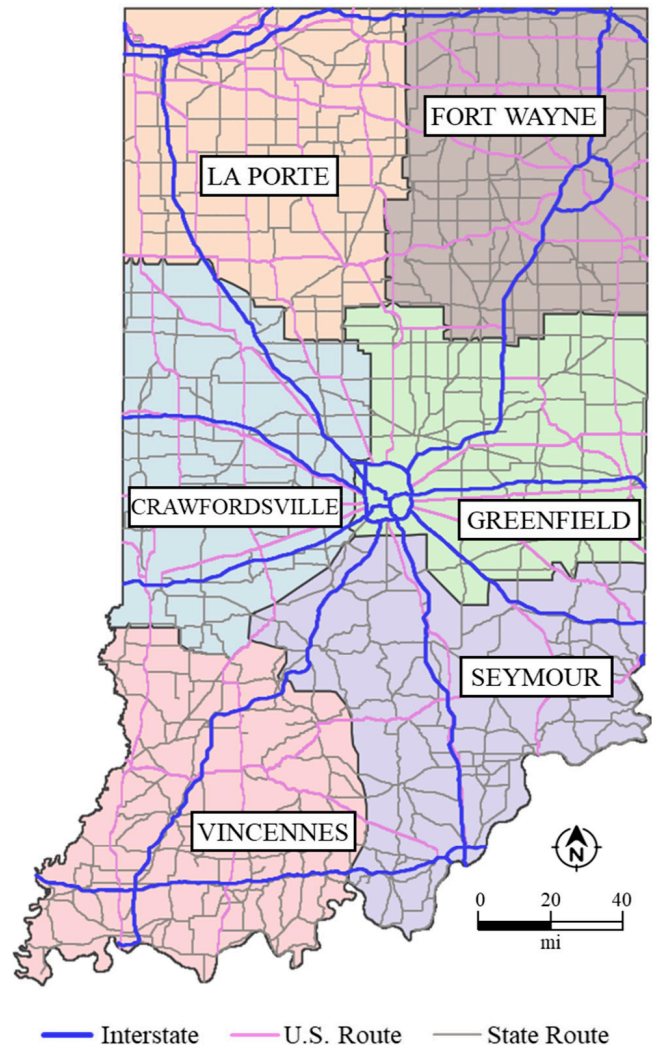 FORT WAYNE
LA PORTE
CRAWFORDSVILLE
GREENFIELD
SEYMOUR
VINCENNES
N
0 20 40
mi
Interstate U.S. Route State Route